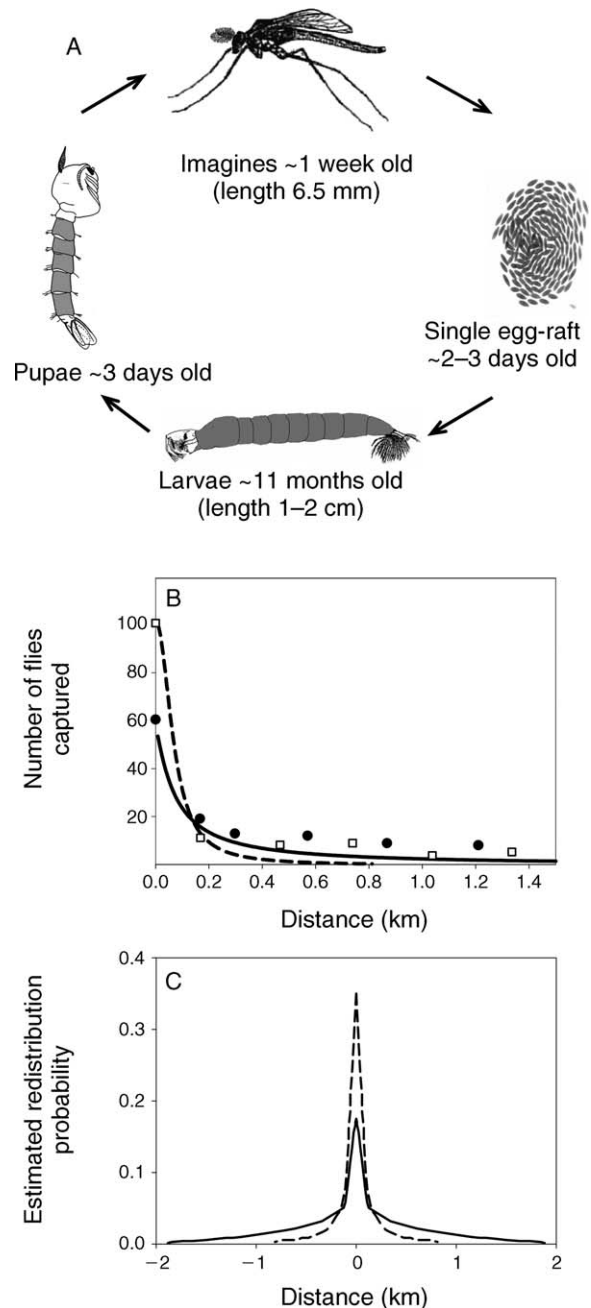 A
Imagines ~1 week old
(length 6.5 mm)
Single egg-raft
~2–3 days old
Pupae ~3 days old
Larvae ~11 months old
(length 1–2 cm)
B
Number of flies
captured
100
80
60
40
20
0.0 0.2 0.4 0.6 0.8 1.0 1.2 1.4
Distance (km)
C
Estimated redistribution
probability
0.4
0.3
0.2
0.1
0.0
−2 −1 0 1 2
Distance (km)